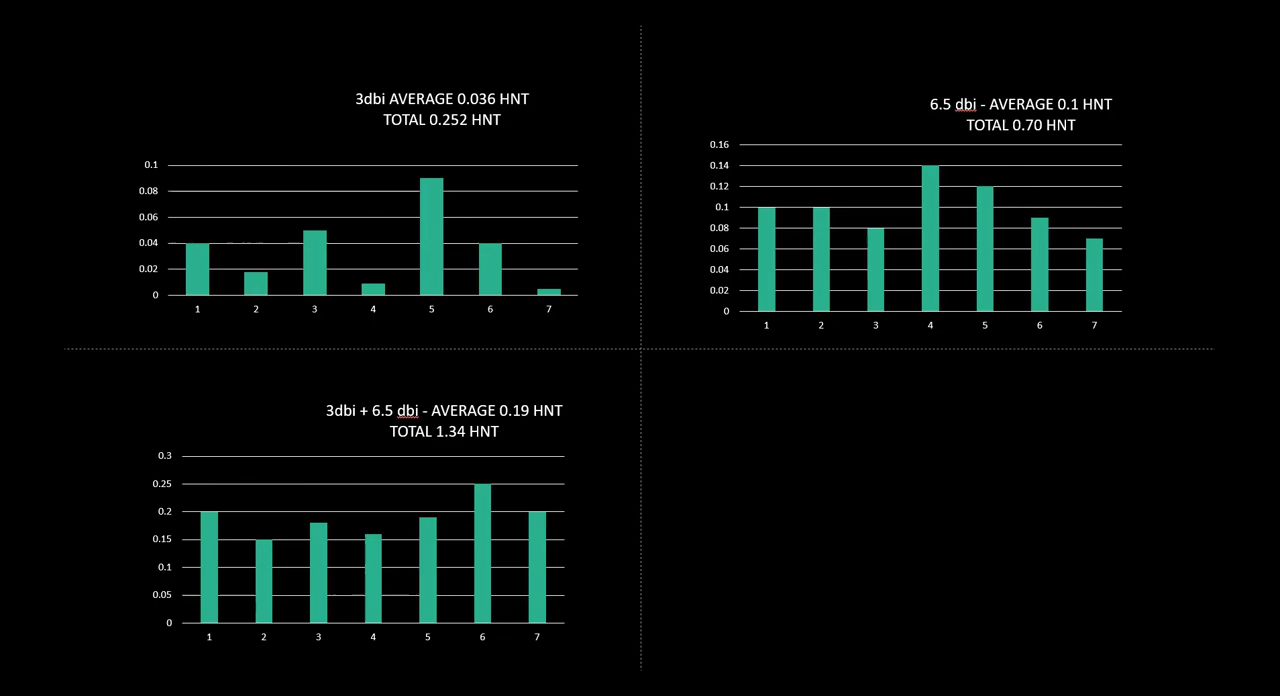 3dbi AVERAGE 0.036 HNT
TOTAL 0.252 HNT
0.1
0.08
0.06
0.04
0.02
0
1 2 3 4 5 6 7
6.5 dbi - AVERAGE 0.1 HNT
TOTAL 0.70 HNT
0.16
0.14
0.12
0.1
0.08
0.06
0.04
0.02
0
1 2 3 4 5 6 7
3dbi + 6.5 dbi - AVERAGE 0.19 HNT
TOTAL 1.34 HNT
0.3
0.25
0.2
0.15
0.1
0.05
0
1 2 3 4 5 6 7